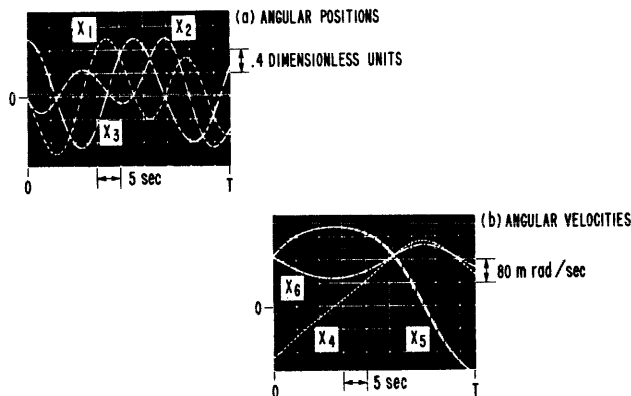 (a) ANGULAR POSITIONS
X1 X2
.4 DIMENSIONLESS UNITS
0
X3
0 5 sec T
(b) ANGULAR VELOCITIES
80 m rad/sec
X6
0
X4 X5
0 5 sec T